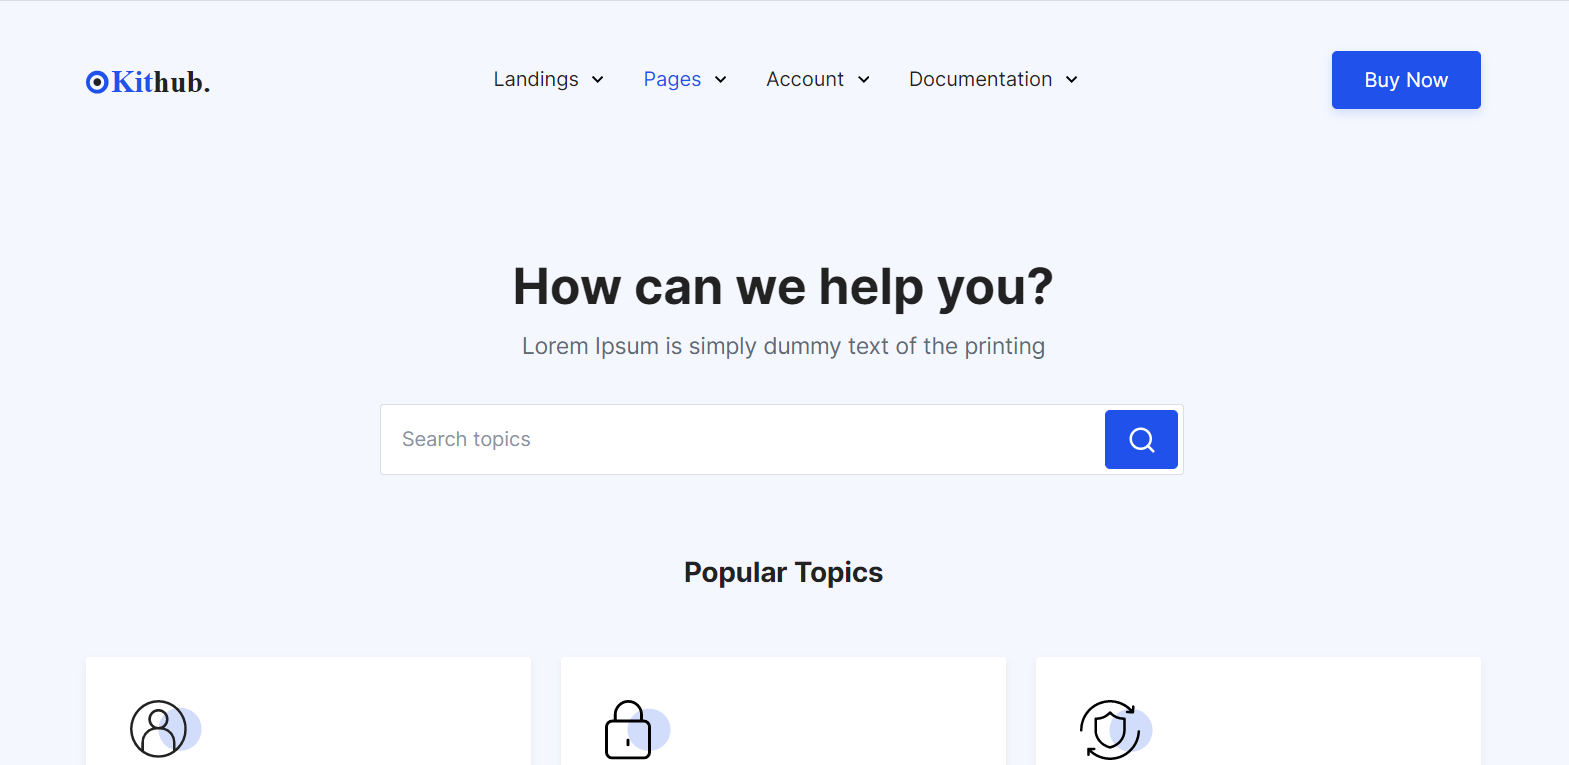 Kithub.
Landings Pages Account Documentation
Buy Now
How can we help you?
Lorem Ipsum is simply dummy text of the printing
Search topics
Popular Topics